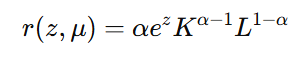 r(z, μ) = αe^z K^{α−1} L^{1−α}